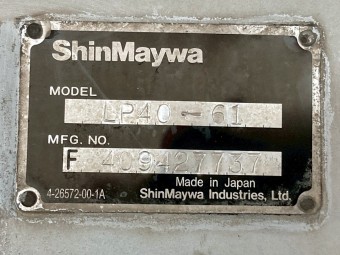 ShinMaywa
MODEL
LP40-61
MFG. NO.
F 409427737
Made in Japan
4-26572-00-1A
ShinMaywa Industries, Ltd.